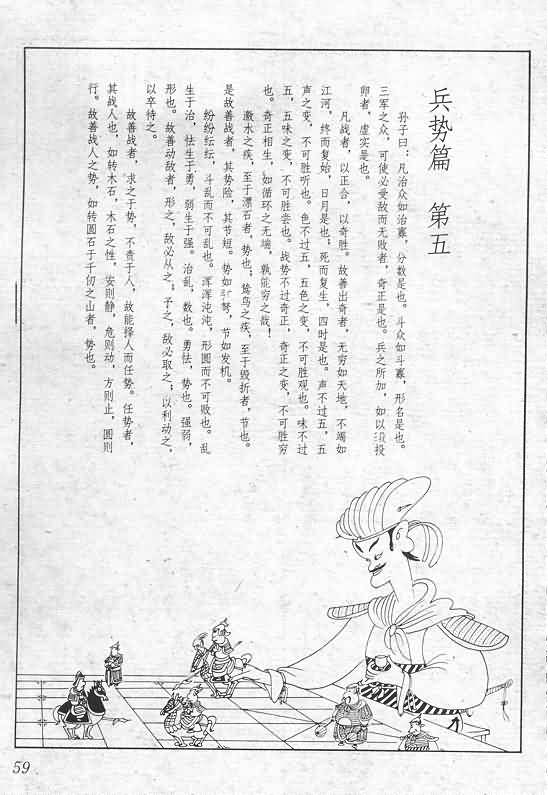 兵势篇 第五
孙子曰：凡治众如治寡，分数是也。斗众如斗寡，形名是也。
三军之众，可使必受敌而无败者，奇正是也。兵之所加，如以碫投
卵者，虚实是也。
凡战者，以正合，以奇胜。故善出奇者，无穷如天地，不竭如
江河，终而复始，日月是也；死而复生，四时是也。声不过五，五
声之变，不可胜听也。色不过五，五色之变，不可胜观也。味不过
五，五味之变，不可胜尝也。战势不过奇正，奇正之变，不可胜穷
也。奇正相生，如循环之无端，孰能穷之哉！
激水之疾，至于漂石者，势也；鸷鸟之疾，至于毁折者，节也。
是故善战者，其势险，其节短。势如彍弩，节如发机。
纷纷纭纭，斗乱而不可乱也。浑浑沌沌，形圆而不可败也。乱
生于治，怯生于勇，弱生于强。治乱，数也。勇怯，势也。强弱，
形也。故善动敌者，形之，敌必从之；予之，敌必取之；以利动之，
以卒待之。
故善战者，求之于势，不责于人，故能择人而任势。任势者，
其战人也，如转木石，木石之性，安则静，危则动，方则止，圆则
行。故善战人之势，如转圆石于千仞之山者，势也。
59